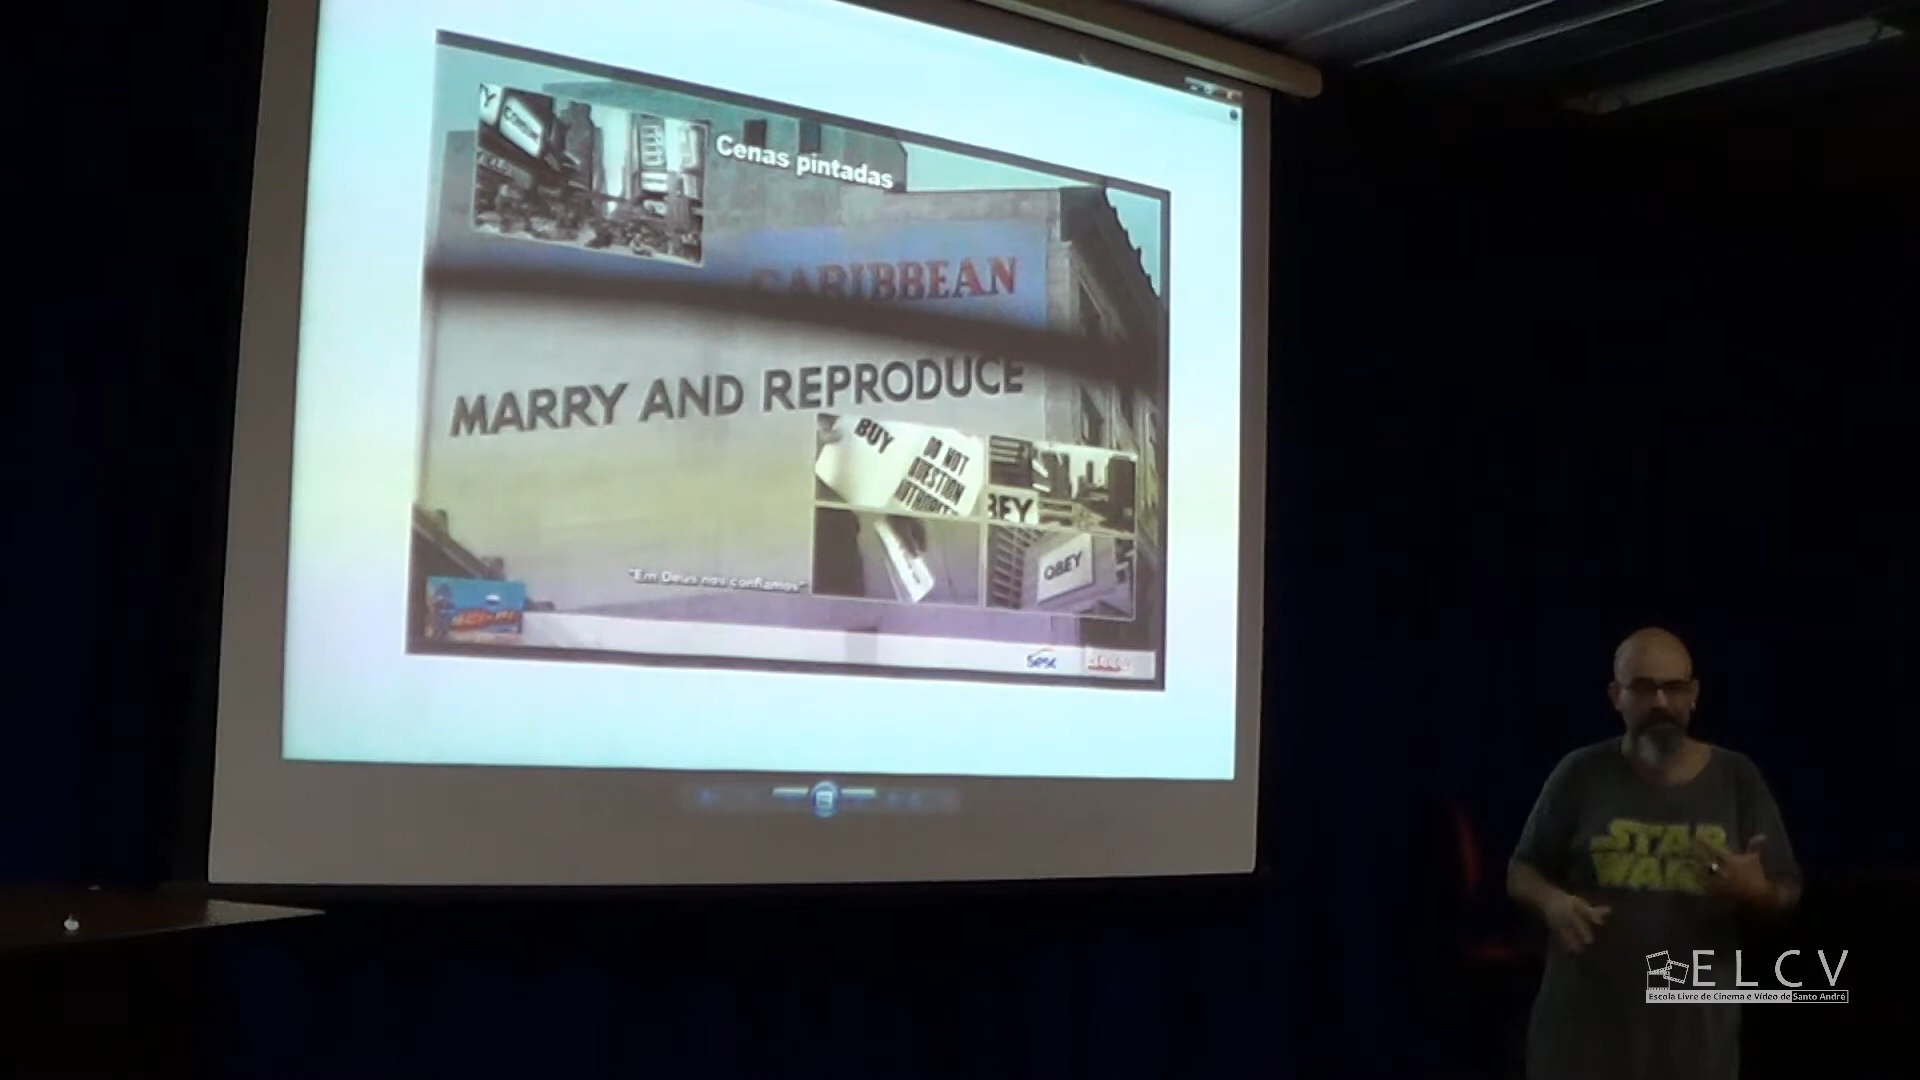 Cenas pintadas
CARIBBEAN
MARRY AND REPRODUCE
BUY
DO NOT
QUESTION
OBEY
"Em Deus nos confiamos"
sesc
STAR
WARS
ELCV
Escola Livre de Cinema e Vídeo de Santo André